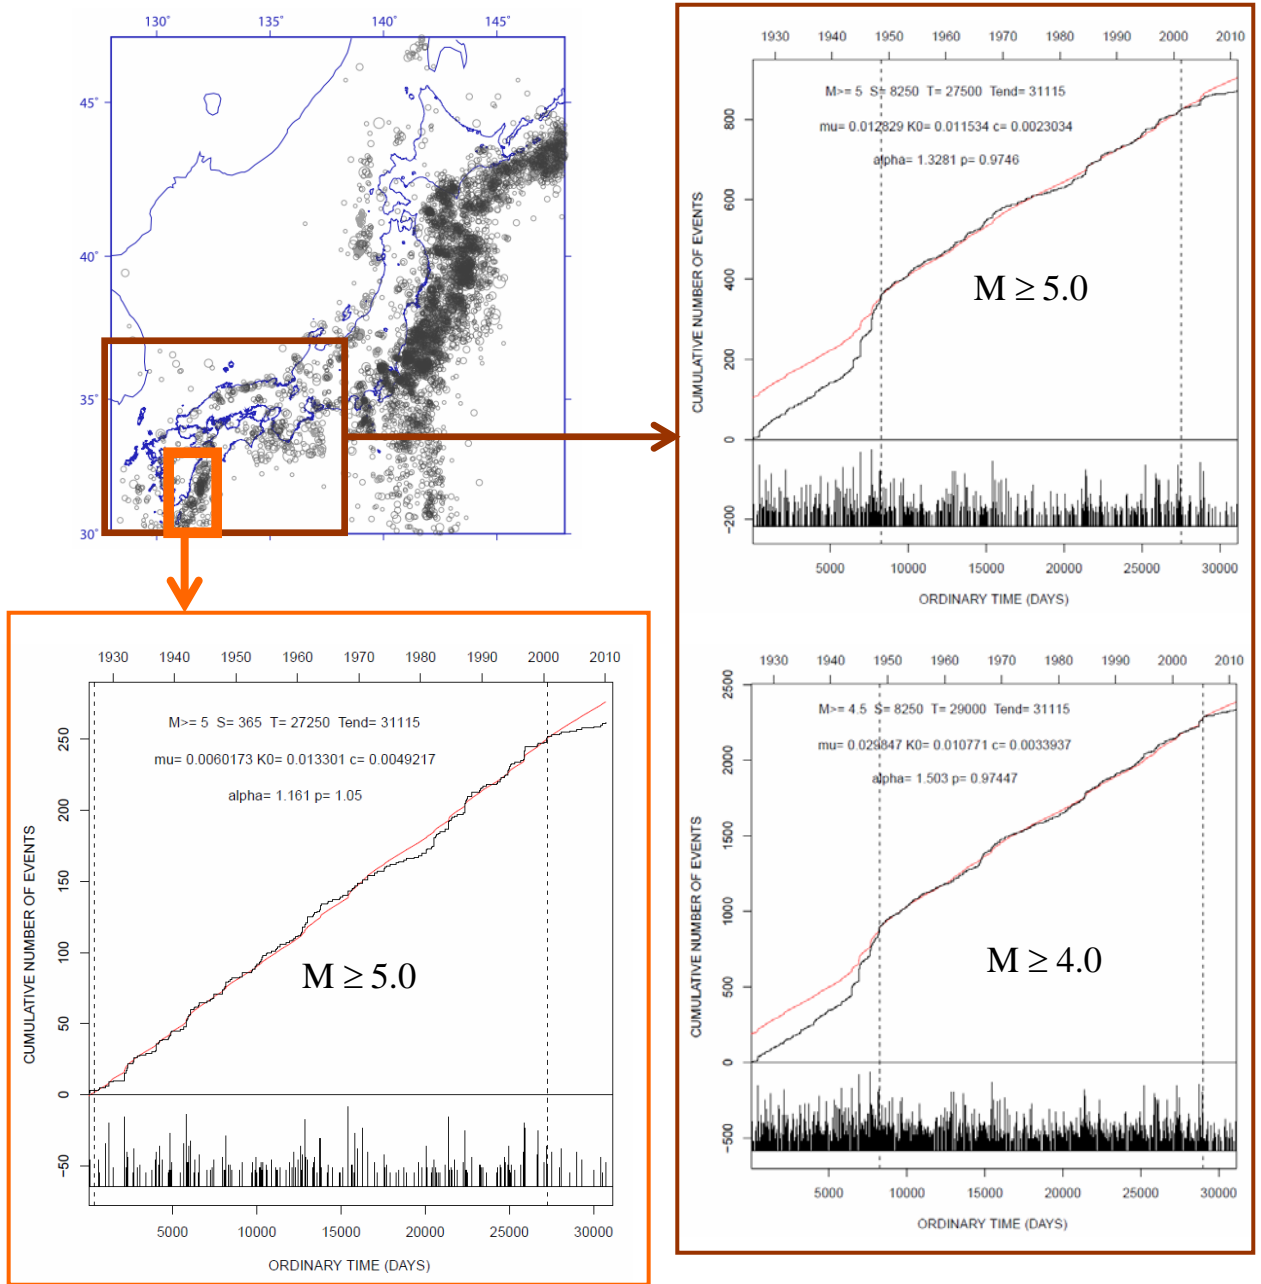 130° 135° 140° 145°
45°
40°
35°
30°
1930 1940 1950 1960 1970 1980 1990 2000 2010
M>= 5 S= 8250 T= 27500 Tend= 31115
mu= 0.012829 K0= 0.011534 c= 0.0023034
alpha= 1.3281 p= 0.9746
M ≥ 5.0
CUMULATIVE NUMBER OF EVENTS
800
600
400
200
0
-200
5000 10000 15000 20000 25000 30000
ORDINARY TIME (DAYS)
1930 1940 1950 1960 1970 1980 1990 2000 2010
M>= 5 S= 365 T= 27250 Tend= 31115
mu= 0.0060173 K0= 0.013301 c= 0.0049217
alpha= 1.161 p= 1.05
M ≥ 5.0
CUMULATIVE NUMBER OF EVENTS
250
200
150
100
50
0
-50
5000 10000 15000 20000 25000 30000
ORDINARY TIME (DAYS)
1930 1940 1950 1960 1970 1980 1990 2000 2010
M>= 4.5 S= 8250 T= 29000 Tend= 31115
mu= 0.029847 K0= 0.010771 c= 0.0033937
alpha= 1.503 p= 0.97447
M ≥ 4.0
CUMULATIVE NUMBER OF EVENTS
2500
2000
1500
1000
500
0
-500
5000 10000 15000 20000 25000 30000
ORDINARY TIME (DAYS)